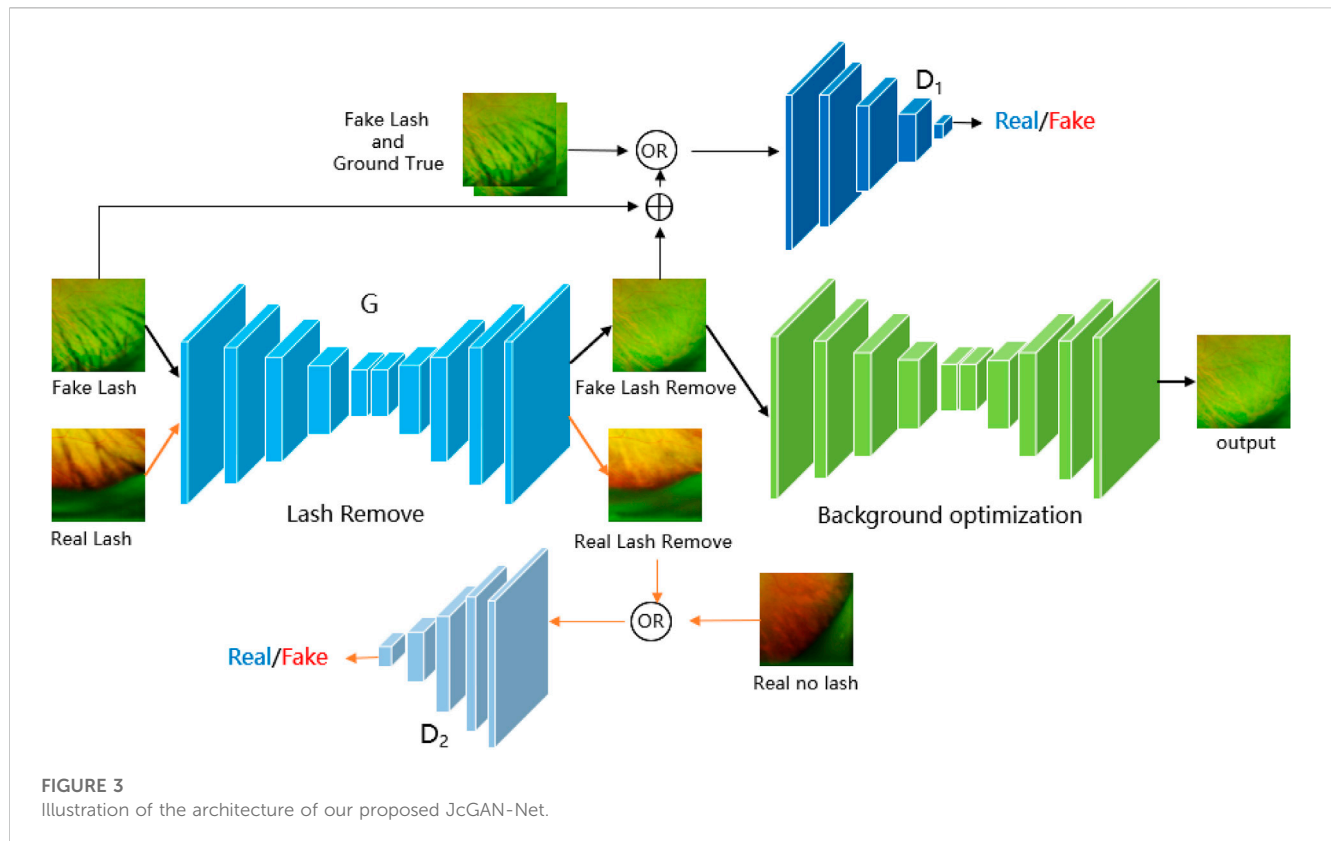 Fake Lash
and
Ground True
OR
D₁
Real/Fake
Fake Lash
G
Fake Lash Remove
output
Real Lash
Lash Remove
Real Lash Remove
Background optimization
OR
Real/Fake
Real no lash
D₂
FIGURE 3
Illustration of the architecture of our proposed JcGAN-Net.